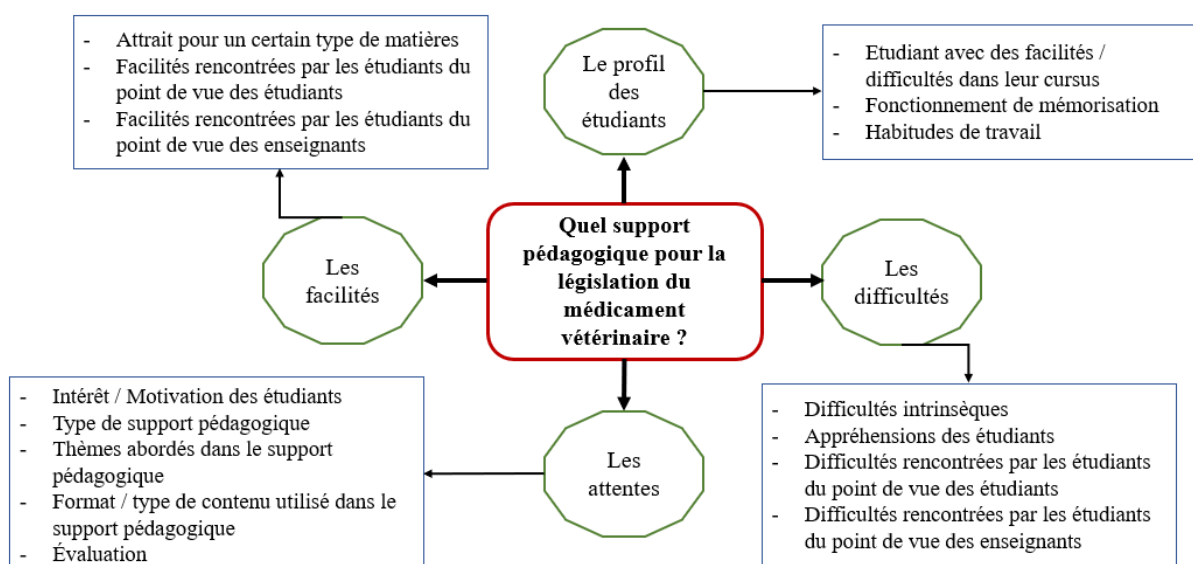 - Attrait pour un certain type de matières
- Facilités rencontrées par les étudiants du
point de vue des étudiants
- Facilités rencontrées par les étudiants du
point de vue des enseignants
Le profil
des
étudiants
- Etudiant avec des facilités /
difficultés dans leur cursus
- Fonctionnement de mémorisation
- Habitudes de travail
Les
facilités
Quel support
pédagogique pour la
législation du
médicament
vétérinaire ?
Les
difficultés
- Intérêt / Motivation des étudiants
- Type de support pédagogique
- Thèmes abordés dans le support
pédagogique
- Format / type de contenu utilisé dans le
support pédagogique
- Évaluation
Les
attentes
- Difficultés intrinsèques
- Appréhensions des étudiants
- Difficultés rencontrées par les étudiants
du point de vue des étudiants
- Difficultés rencontrées par les étudiants
du point de vue des enseignants